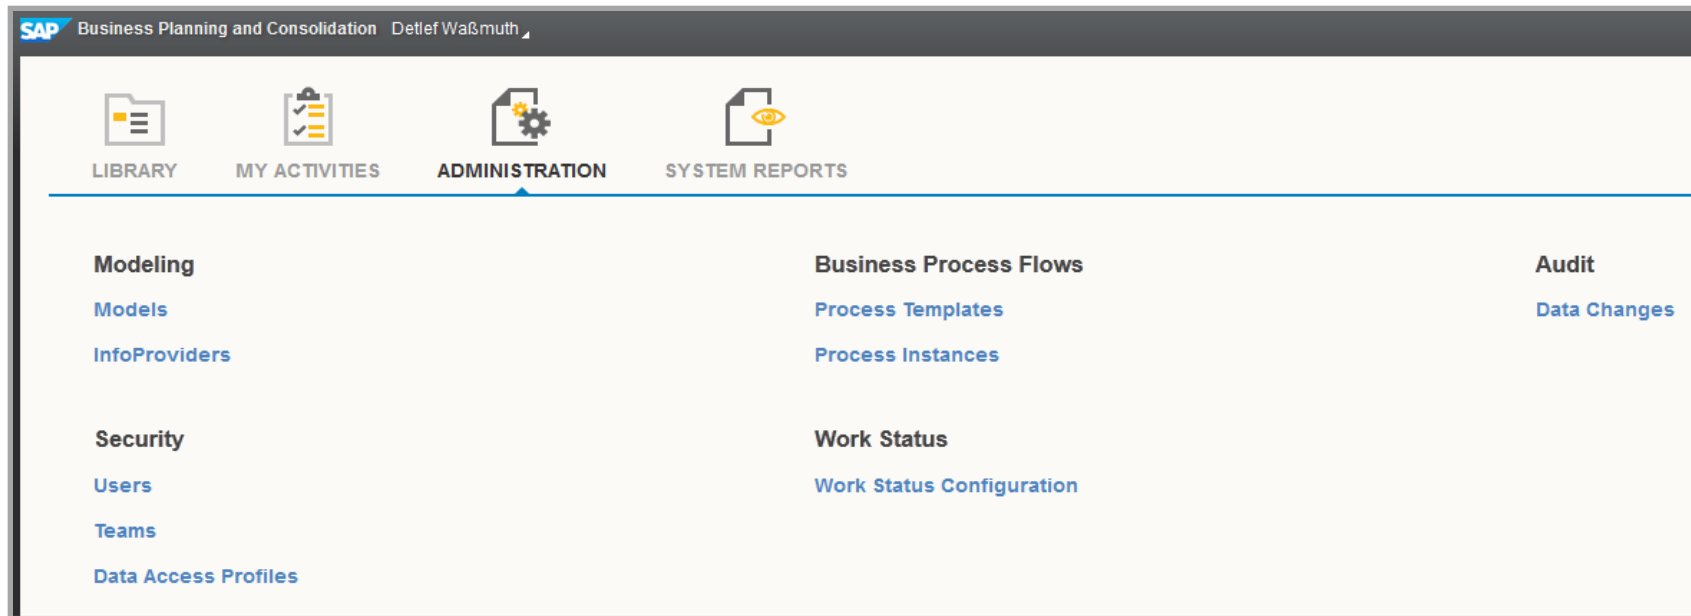 SAP Business Planning and Consolidation Detlef Waßmuth
LIBRARY MY ACTIVITIES ADMINISTRATION SYSTEM REPORTS
Modeling
Models
InfoProviders
Security
Users
Teams
Data Access Profiles
Business Process Flows
Process Templates
Process Instances
Work Status
Work Status Configuration
Audit
Data Changes